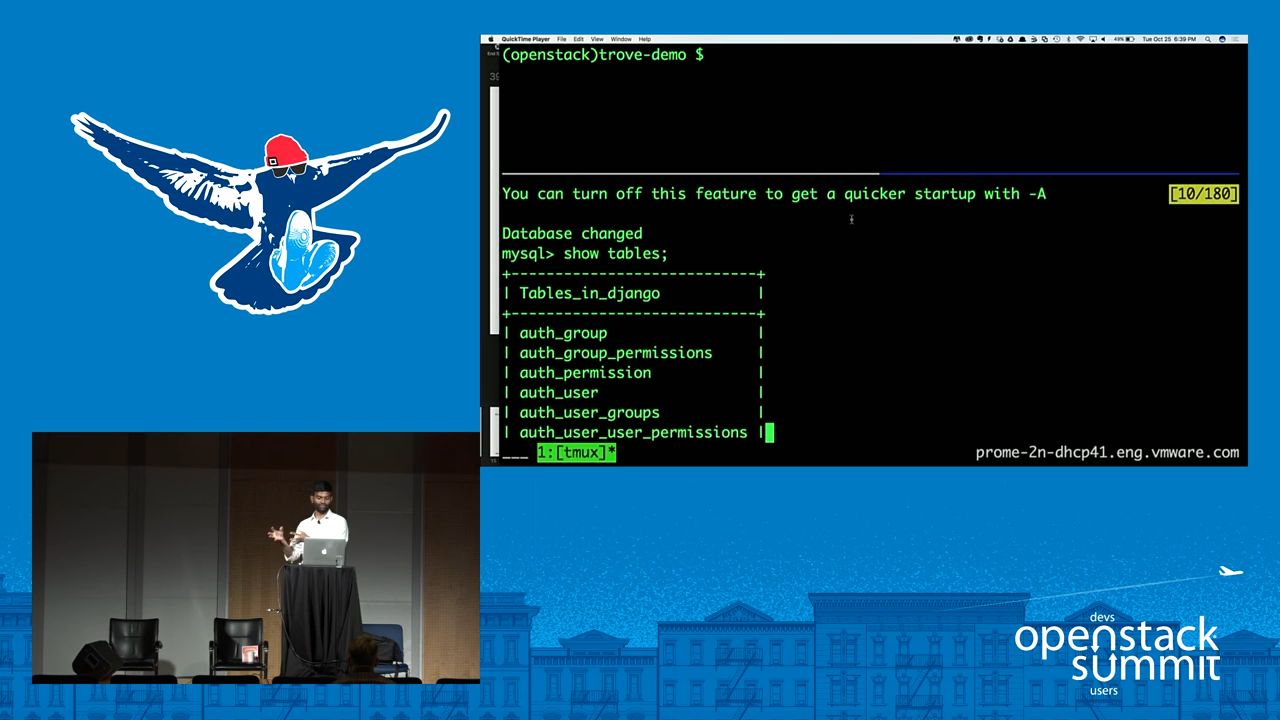 QuickTime Player File Edit View Window Help
49% Tue Oct 25 6:39 PM
(openstack)trove-demo $
You can turn off this feature to get a quicker startup with -A
[10/180]
Database changed
mysql> show tables;
+---------------------------+
| Tables_in_django |
+---------------------------+
| auth_group |
| auth_group_permissions |
| auth_permission |
| auth_user |
| auth_user_groups |
| auth_user_user_permissions |
___ 1:[tmux]* prome-2n-dhcp41.eng.vmware.com
devs
openstack
summit
users